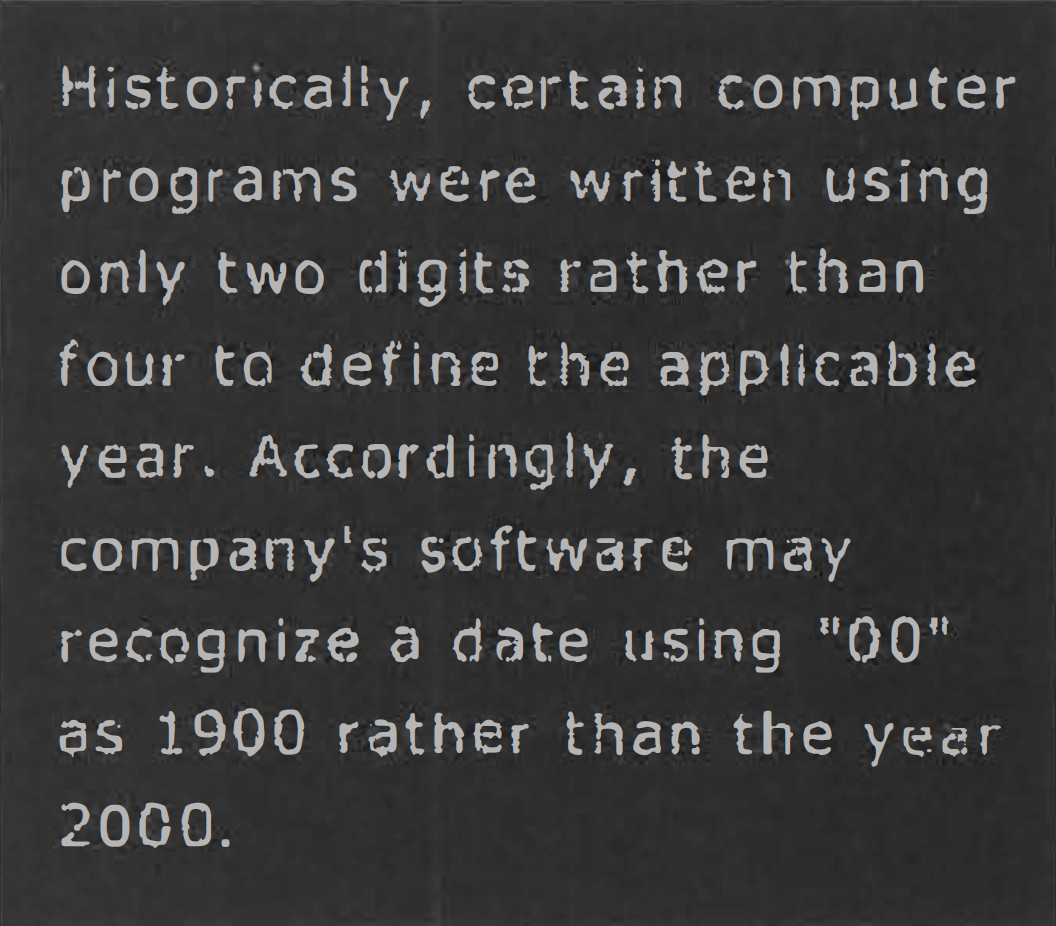 Historically, certain computer
programs were written using
only two digits rather than
four to define the applicable
year. Accordingly, the
company's software may
recognize a date using "00"
as 1900 rather than the year
2000.